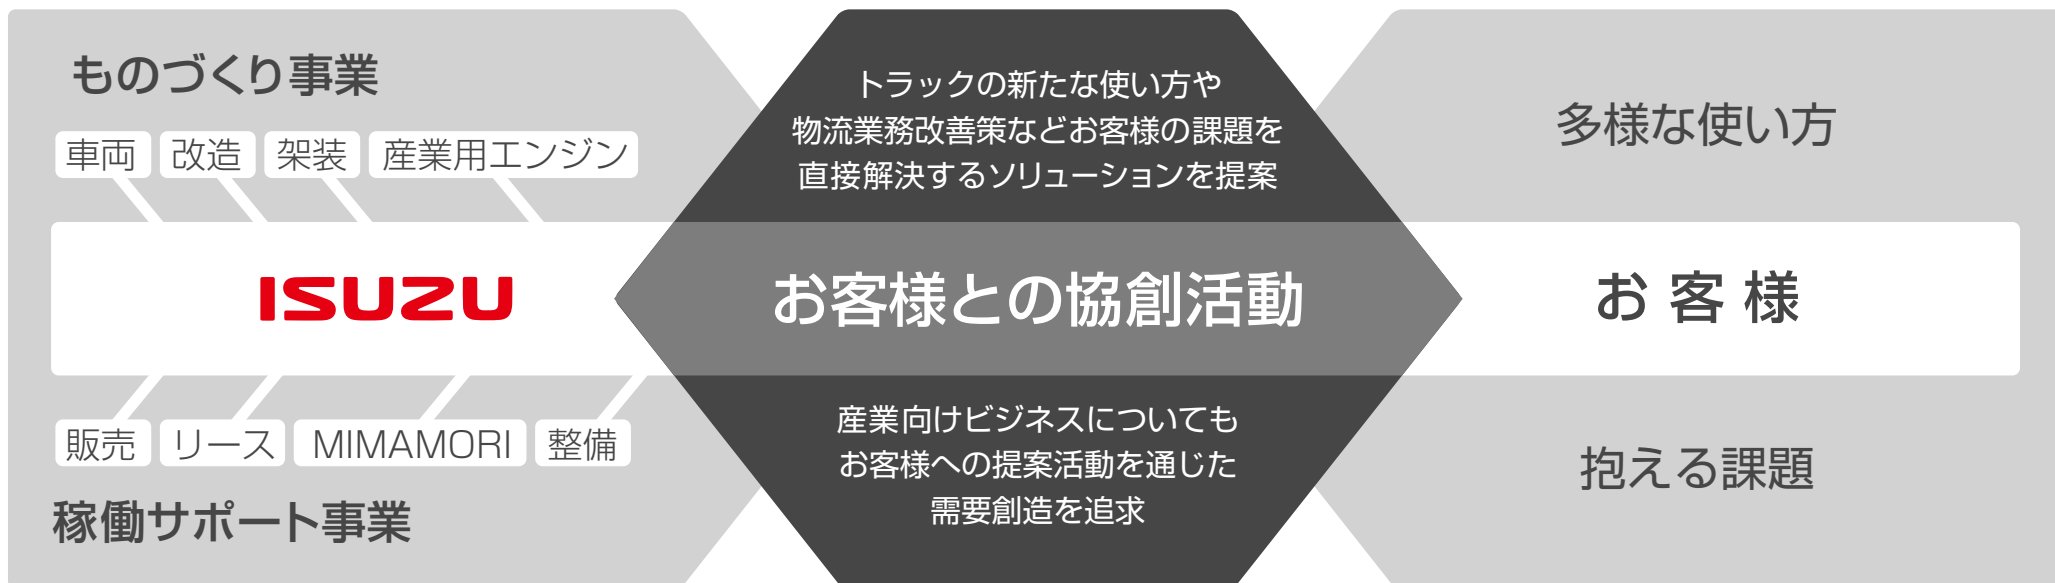 ものづくり事業
車両 改造 架装 産業用エンジン
ISUZU
販売 リース MIMAMORI 整備
稼働サポート事業
トラックの新たな使い方や
物流業務改善策などお客様の課題を
直接解決するソリューションを提案
お客様との協創活動
産業向けビジネスについても
お客様への提案活動を通じた
需要創造を追求
多様な使い方
お客様
抱える課題